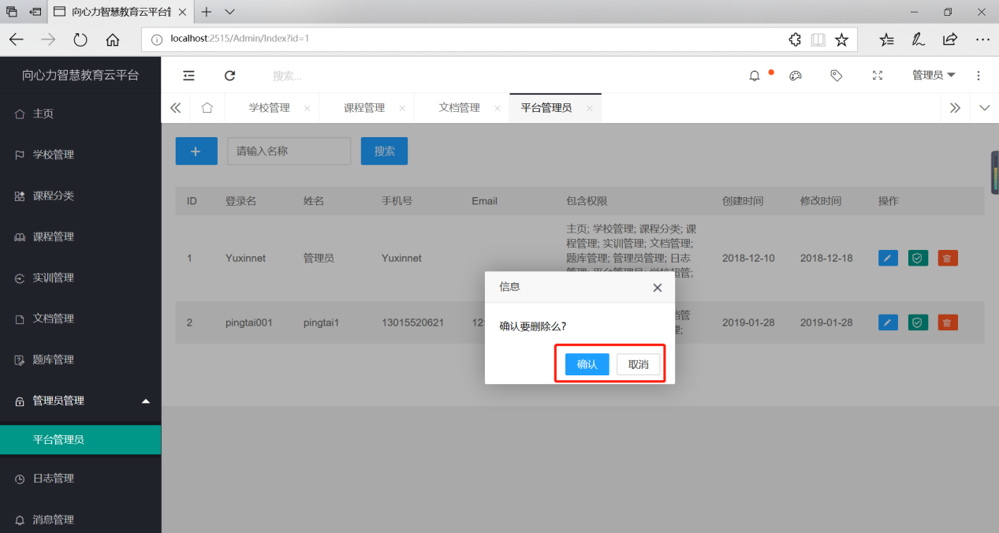 向心力智慧教育云平台
localhost:2515/Admin/Index?id=1
向心力智慧教育云平台
搜索...
管理员
学校管理
课程管理
文档管理
平台管理员
主页
学校管理
课程分类
课程管理
实训管理
文档管理
题库管理
管理员管理
平台管理员
日志管理
消息管理
请输入名称
搜索
ID 登录名 姓名 手机号 Email 包含权限 创建时间 修改时间 操作
1 Yuxinnet 管理员 Yuxinnet 2018-12-10 2018-12-18
主页; 学校管理; 课程分类; 课
程管理; 实训管理; 文档管理;
题库管理; 管理员管理; 日志
管理; 平台管理员; 学校超管;
2 pingtai001 pingtai1 13015520621 12 2019-01-28 2019-01-28
档管
理;
信息
确认要删除么?
确认 取消